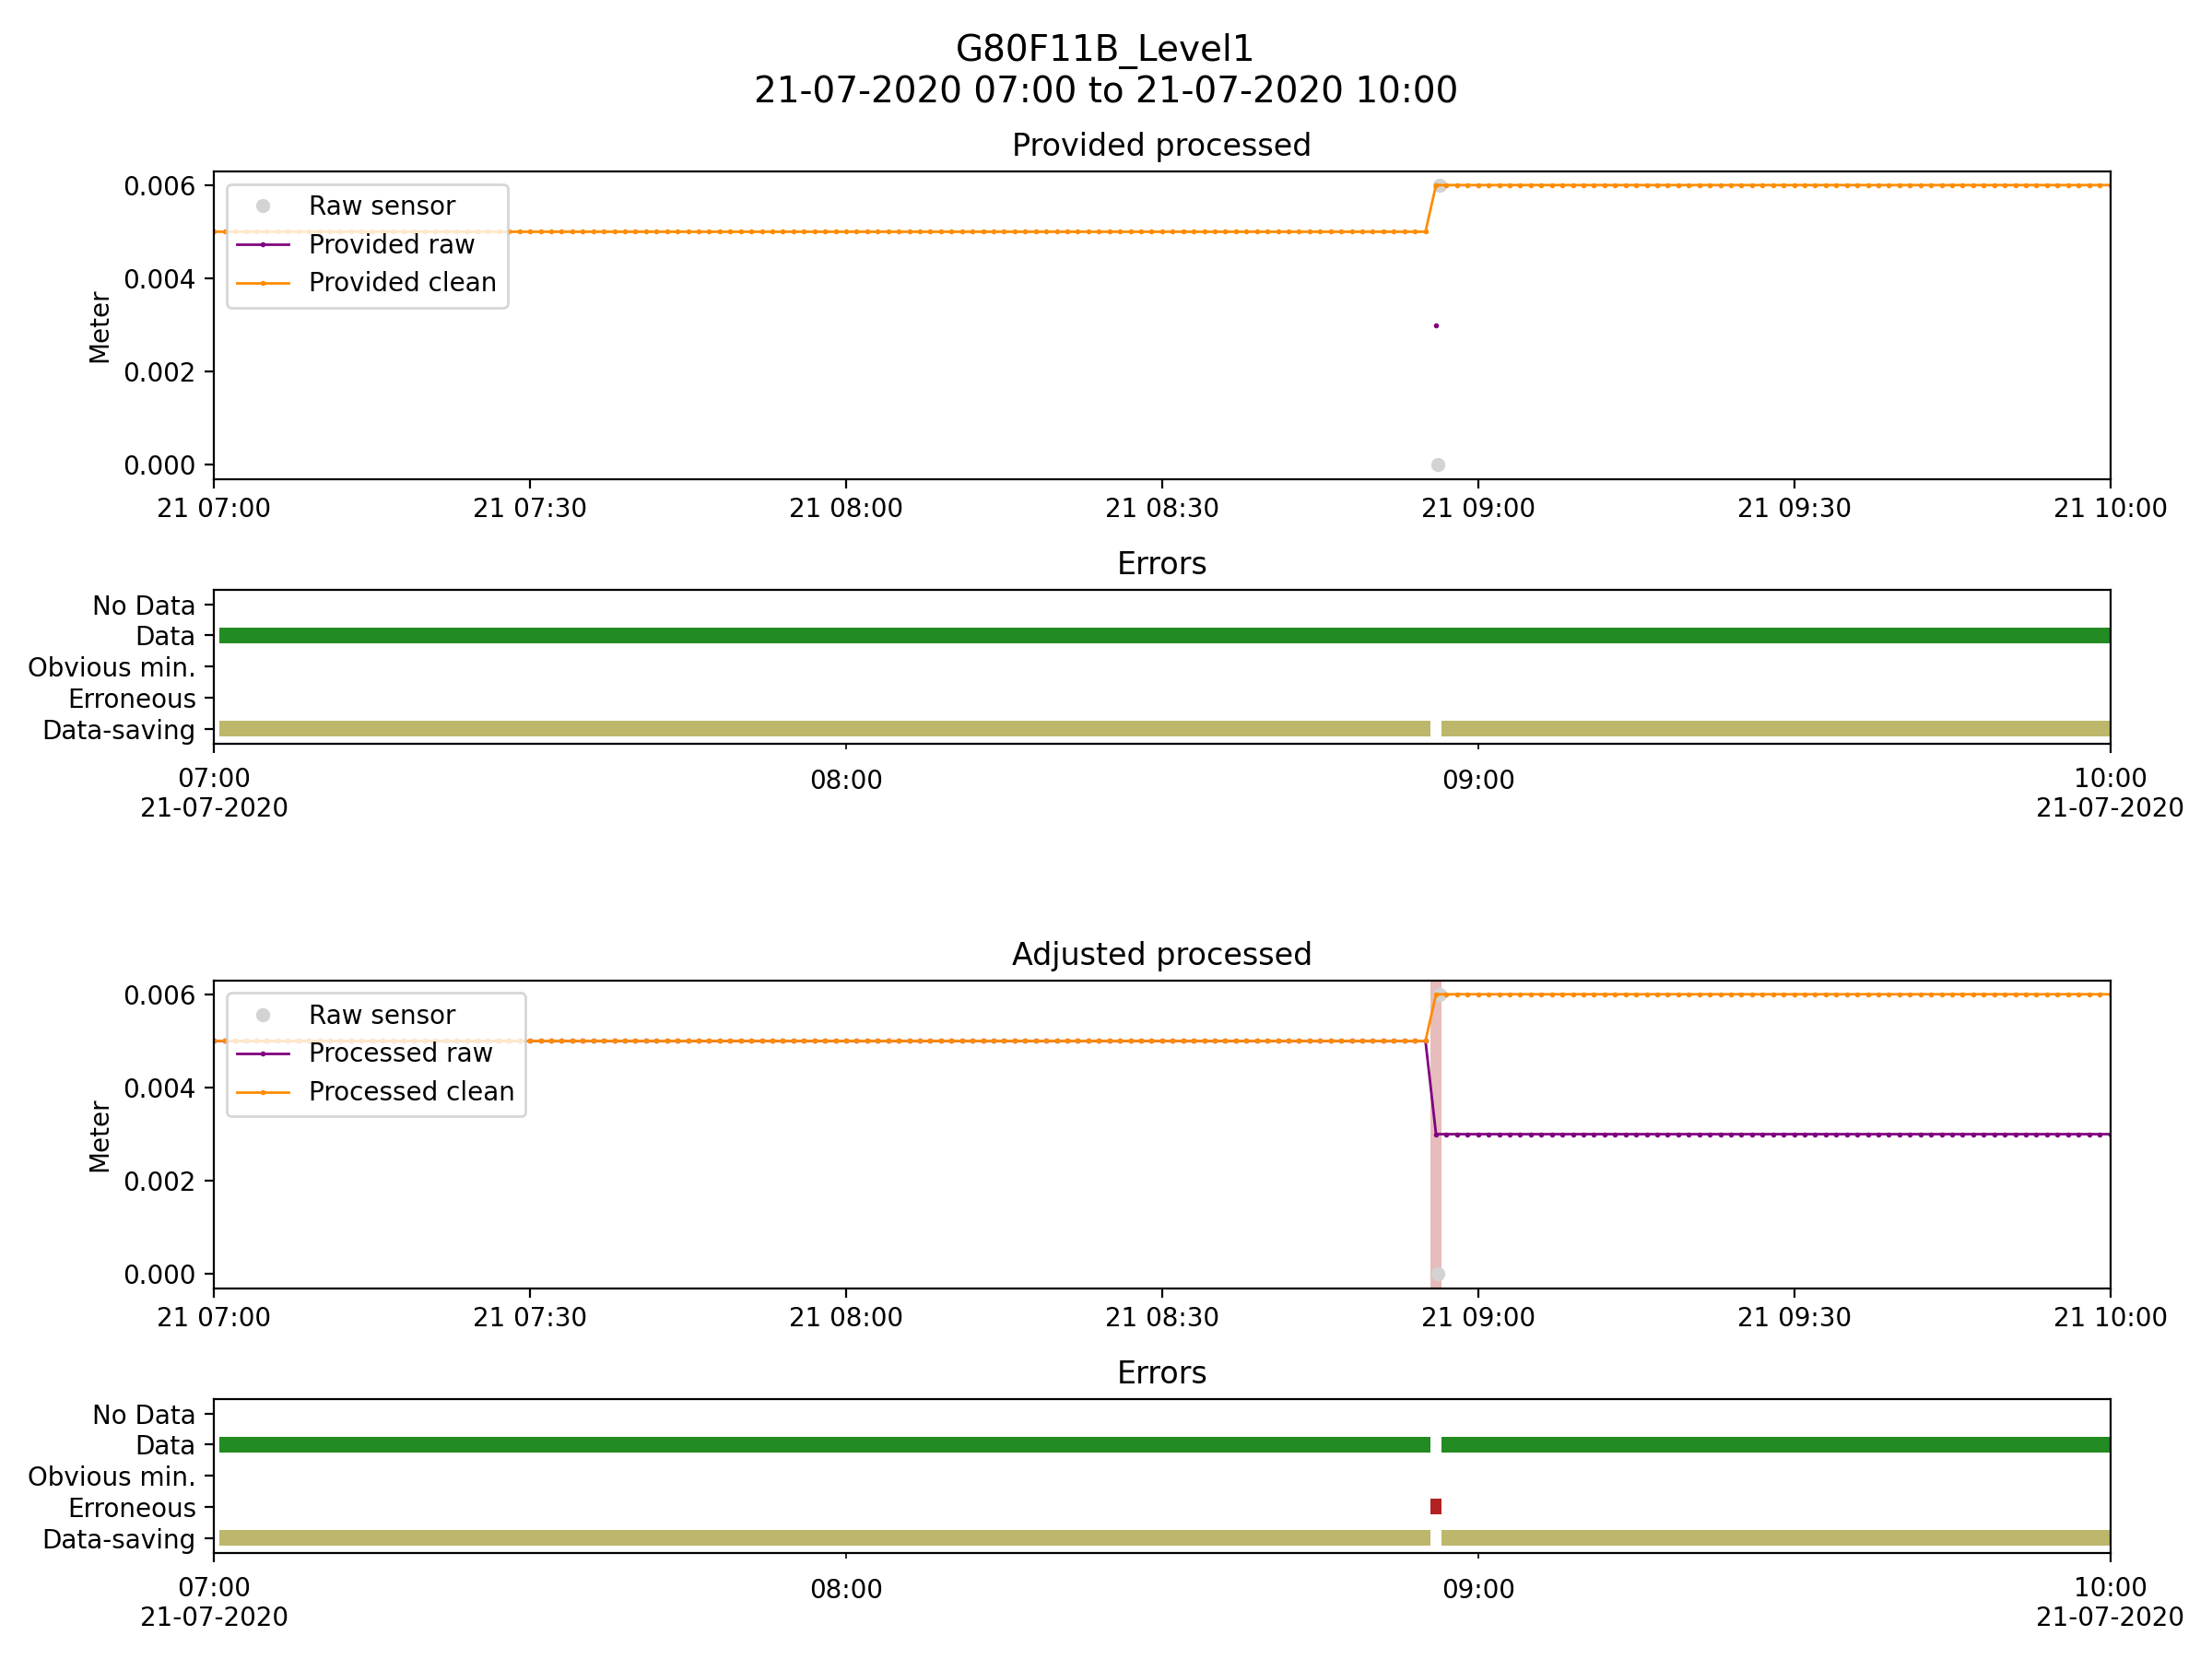 G80F11B_Level1
21-07-2020 07:00 to 21-07-2020 10:00
Provided processed
Meter
0.006
0.004
0.002
0.000
Raw sensor
Provided raw
Provided clean
21 07:00 21 07:30 21 08:00 21 08:30 21 09:00 21 09:30 21 10:00
Errors
No Data
Data
Obvious min.
Erroneous
Data-saving
07:00 08:00 09:00 10:00
21-07-2020 21-07-2020
Adjusted processed
Meter
0.006
0.004
0.002
0.000
Raw sensor
Processed raw
Processed clean
21 07:00 21 07:30 21 08:00 21 08:30 21 09:00 21 09:30 21 10:00
Errors
No Data
Data
Obvious min.
Erroneous
Data-saving
07:00 08:00 09:00 10:00
21-07-2020 21-07-2020